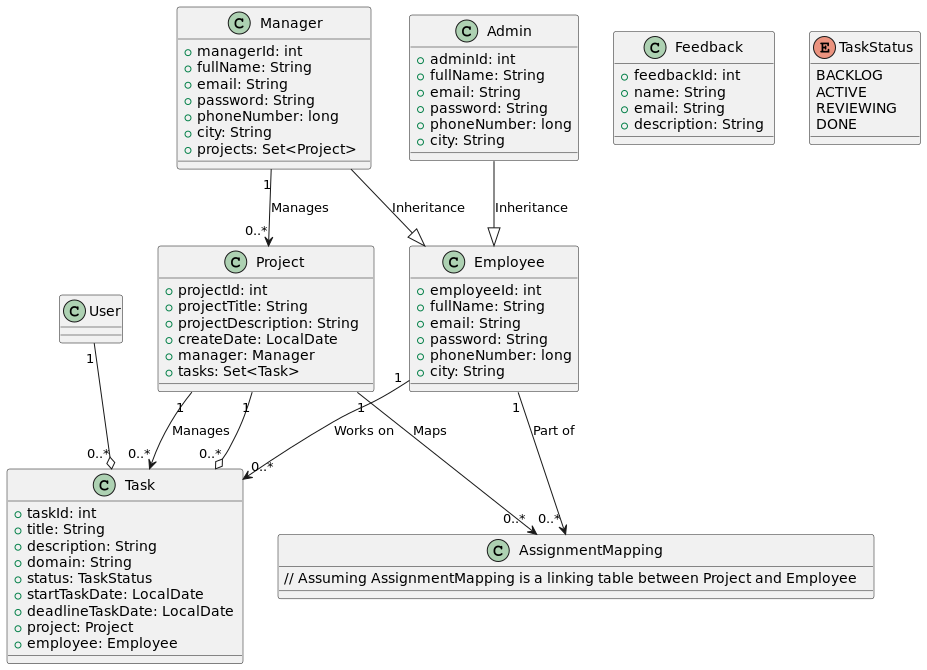 C Manager
managerId: int
fullName: String
email: String
password: String
phoneNumber: long
city: String
projects: Set<Project>
C Admin
adminId: int
fullName: String
email: String
password: String
phoneNumber: long
city: String
C Feedback
feedbackId: int
name: String
email: String
description: String
E TaskStatus
BACKLOG
ACTIVE
REVIEWING
DONE
1
Manages
0..*
Inheritance
Inheritance
C User
C Project
projectId: int
projectTitle: String
projectDescription: String
createDate: LocalDate
manager: Manager
tasks: Set<Task>
C Employee
employeeId: int
fullName: String
email: String
password: String
phoneNumber: long
city: String
1
0..*
1
Manages
0..*
1
0..*
1
Works on
0..*
1
Maps
0..*
1
Part of
0..*
C Task
taskId: int
title: String
description: String
domain: String
status: TaskStatus
startTaskDate: LocalDate
deadlineTaskDate: LocalDate
project: Project
employee: Employee
C AssignmentMapping
// Assuming AssignmentMapping is a linking table between Project and Employee